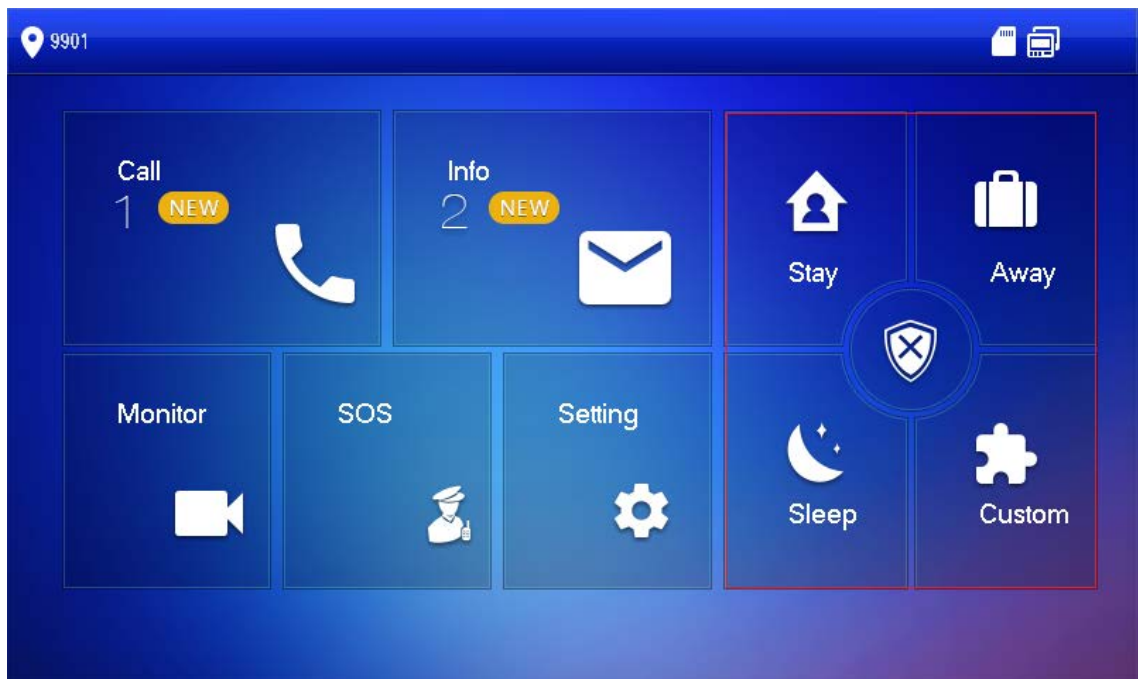 9901
Call
1 NEW
Info
2 NEW
Stay
Away
Monitor
SOS
Setting
Sleep
Custom